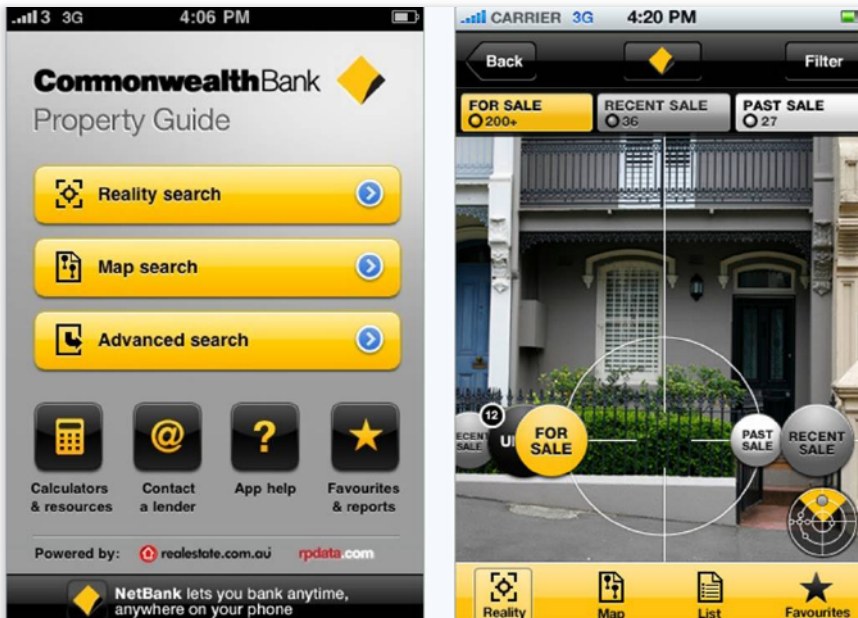 3 3G 4:06 PM
CommonwealthBank
Property Guide
Reality search
Map search
Advanced search
Calculators
& resources
Contact
a lender
App help
Favourites
& reports
Powered by: realestate.com.au rpdata.com
NetBank lets you bank anytime,
anywhere on your phone
CARRIER 3G 4:20 PM
Back Filter
FOR SALE
200+
RECENT SALE
36
PAST SALE
27
12
RECENT
SALE
FOR
SALE
PAST
SALE
RECENT
SALE
Reality Map List Favourites